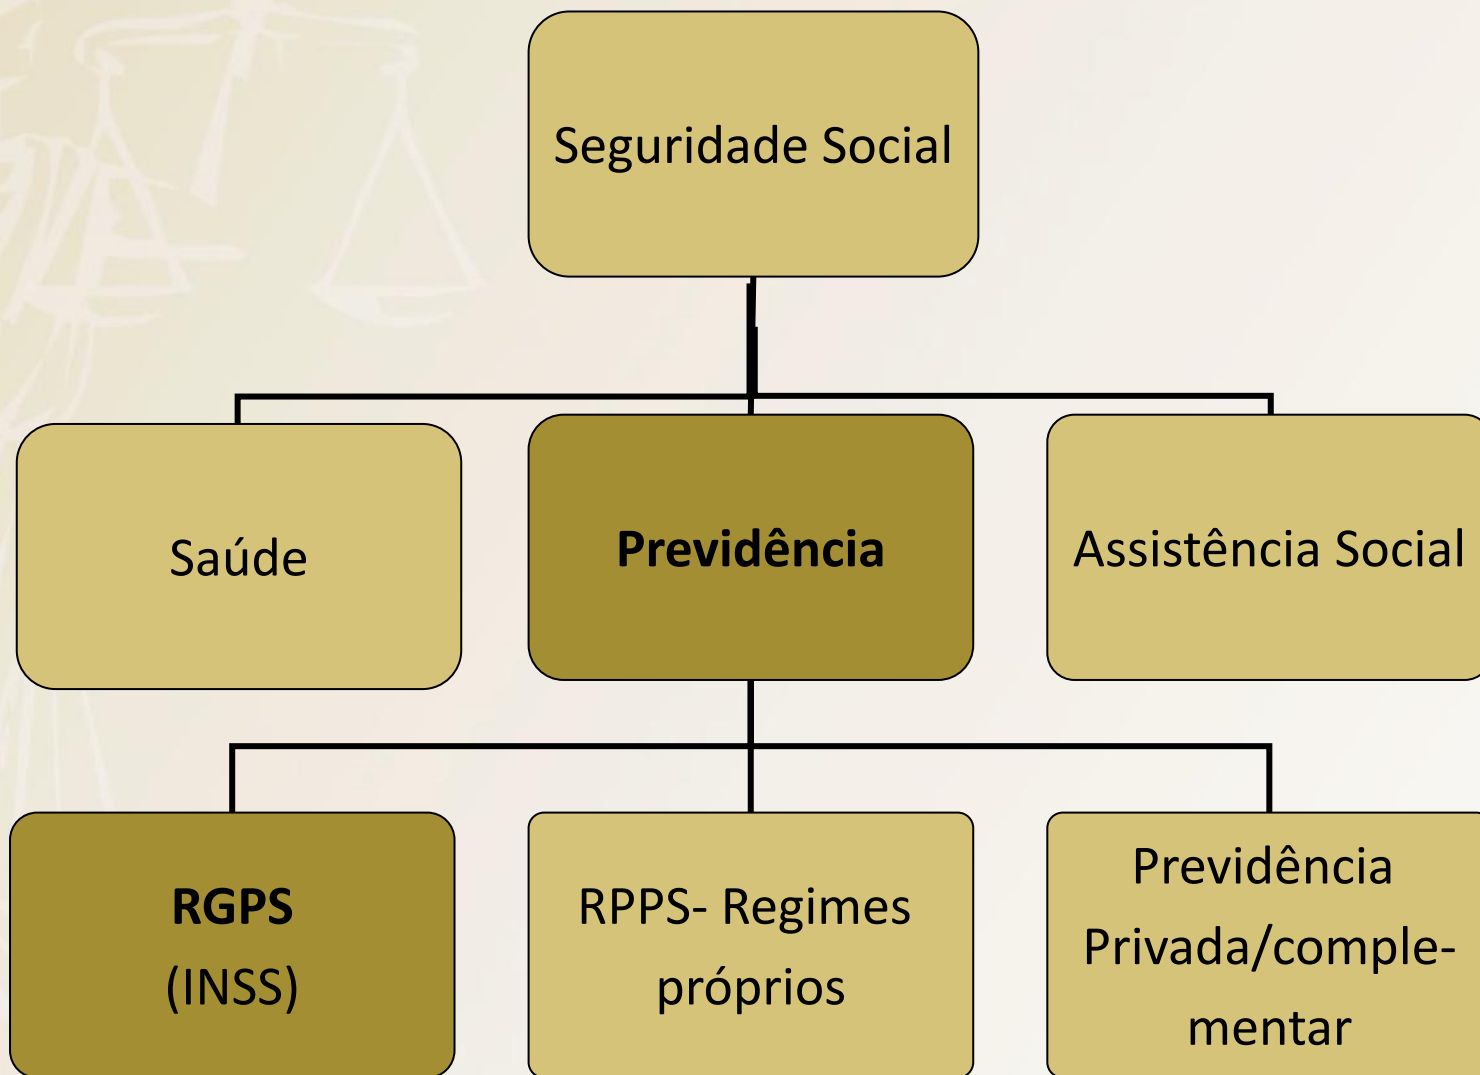 Seguridade Social
Saúde
Previdência
Assistência Social
RGPS
(INSS)
RPPS- Regimes
próprios
Previdência
Privada/comple-
mentar